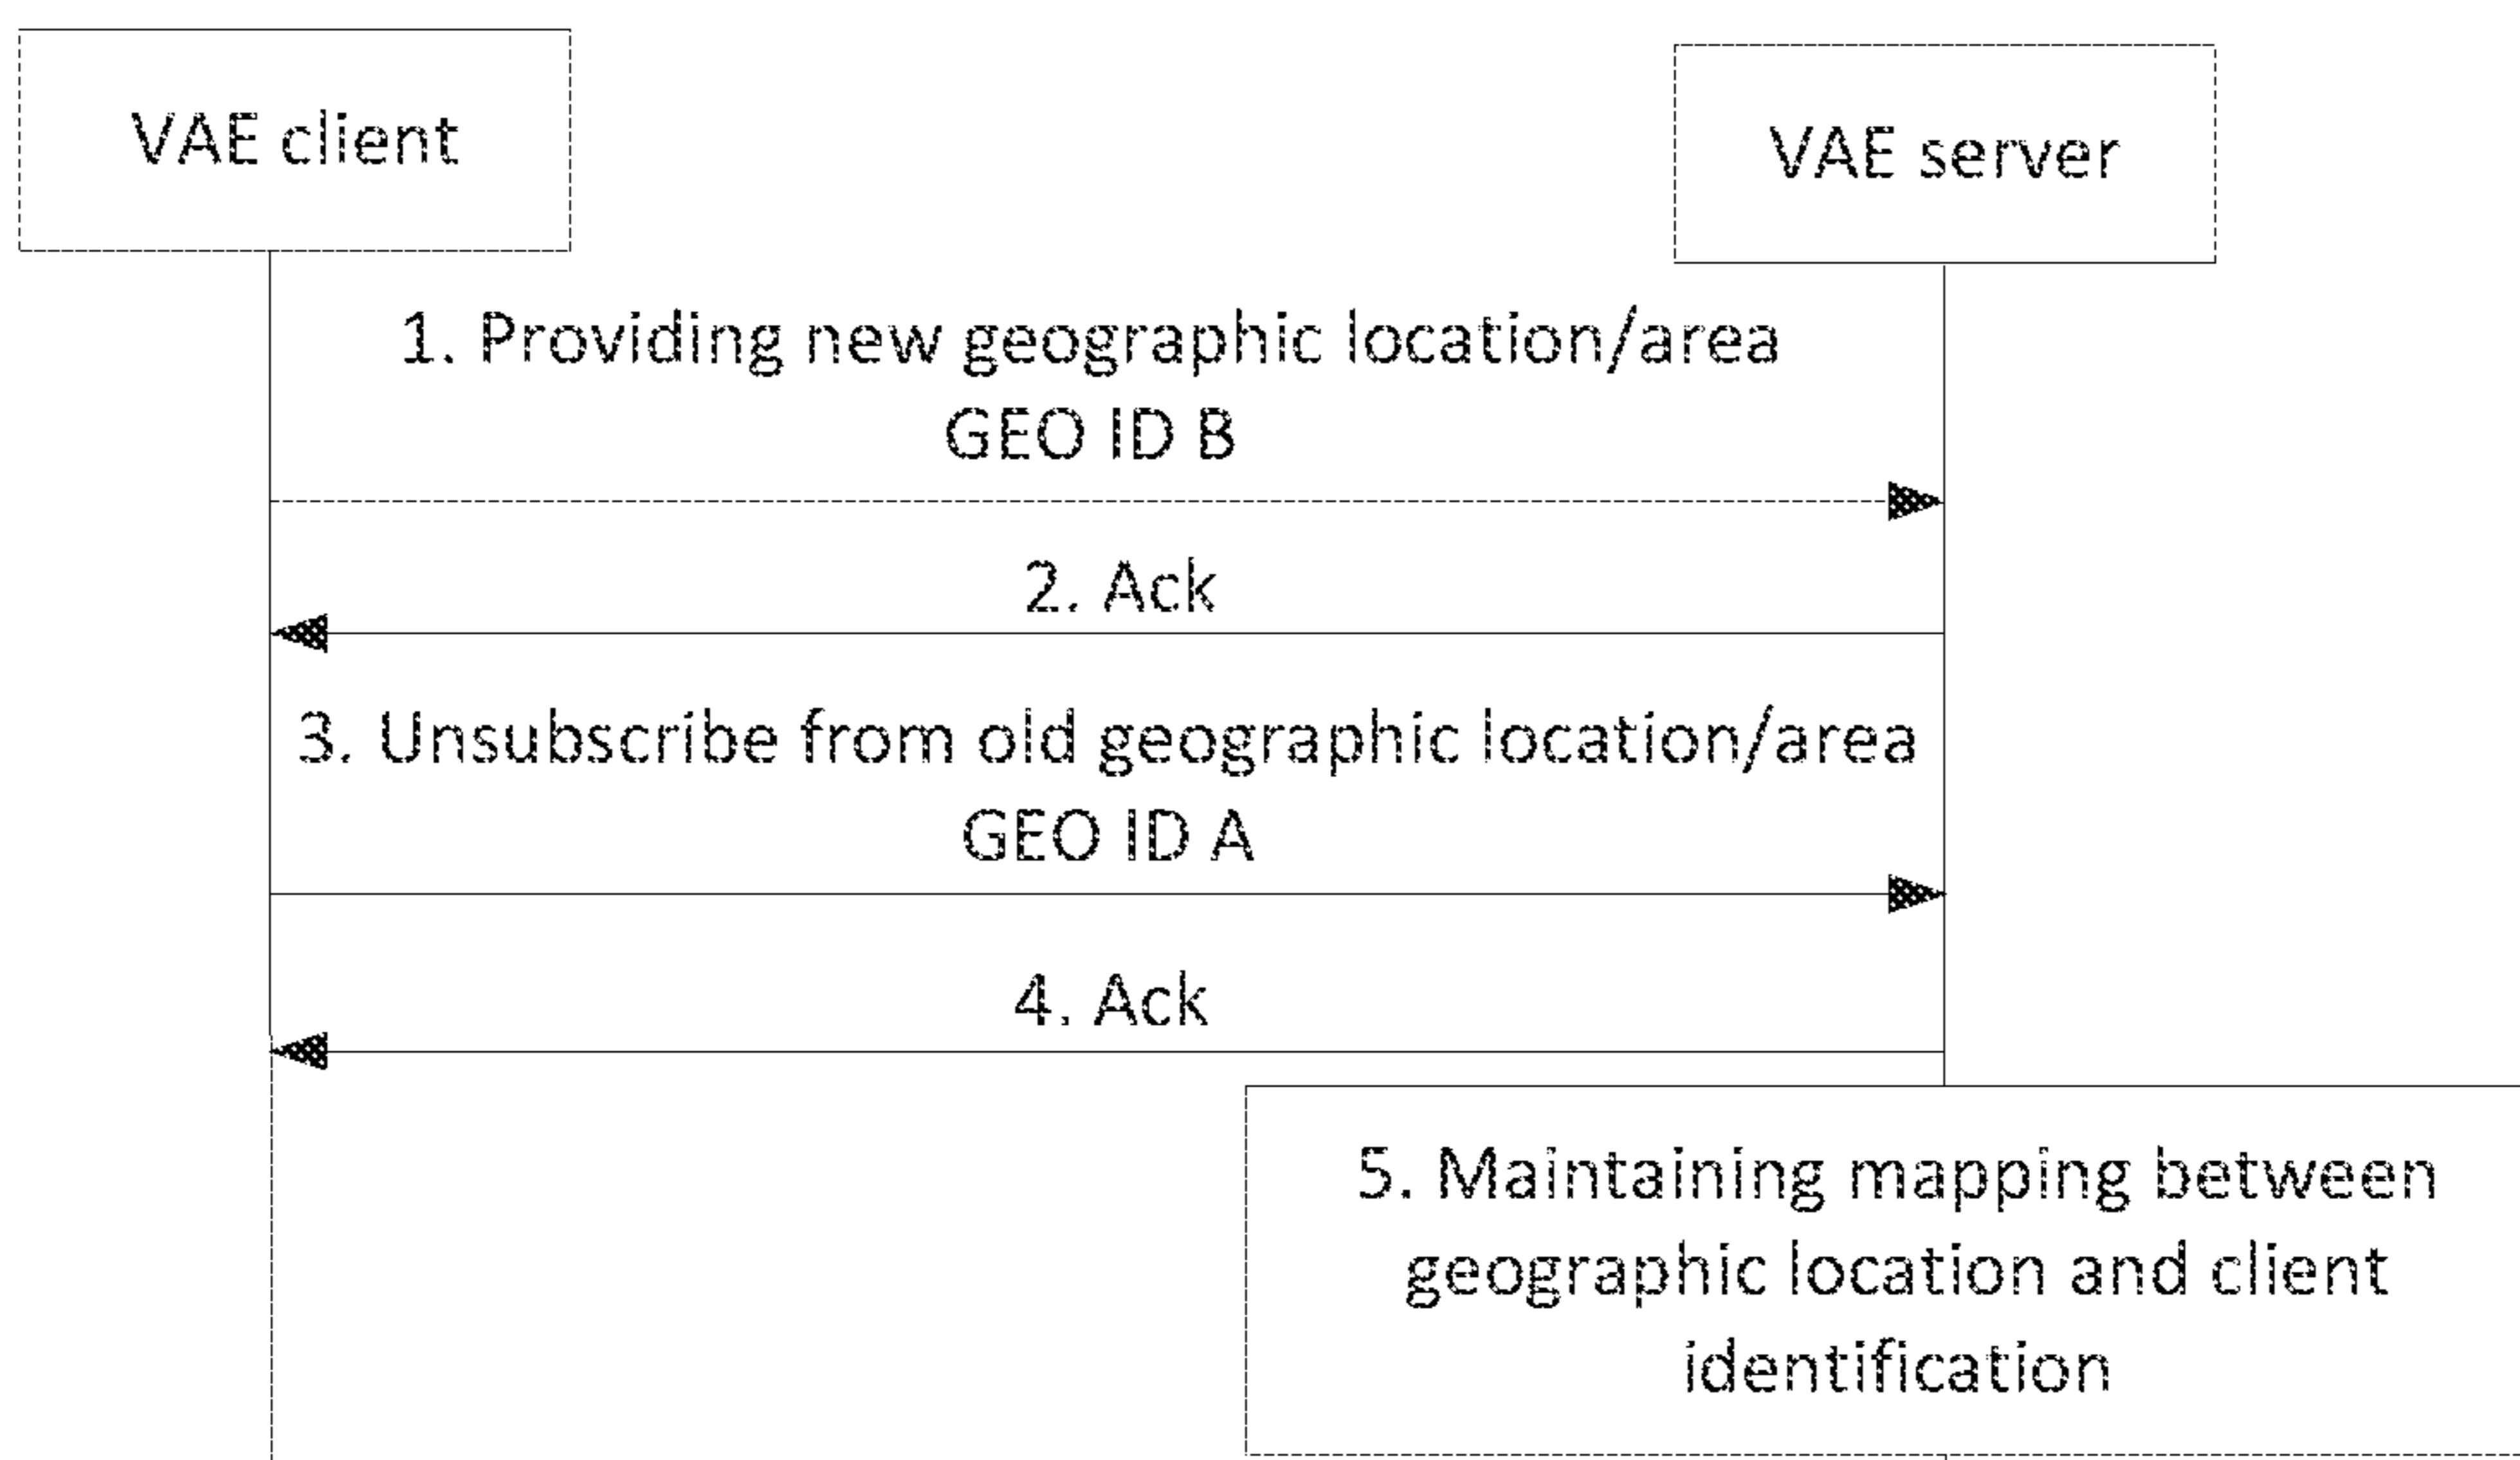 VAE client
VAE server
1. Providing new geographic location/area
GEO ID B
2. Ack
3. Unsubscribe from old geographic location/area
GEO ID A
4. Ack
5. Maintaining mapping between
geographic location and client
identification